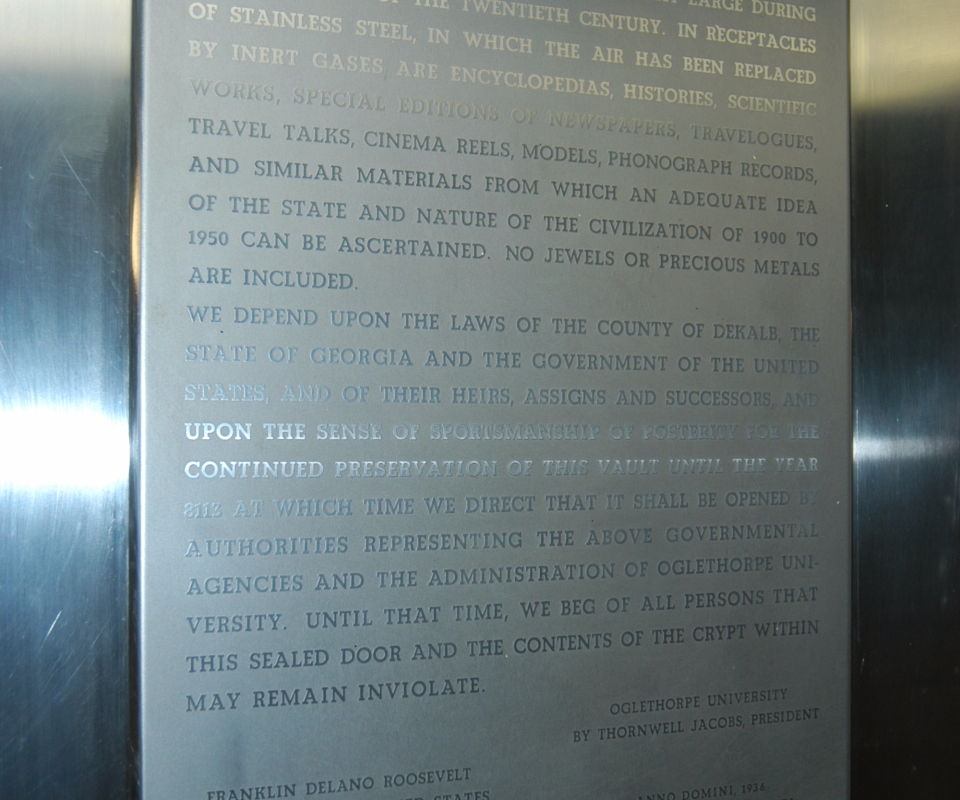 LARGE DURING
THE TWENTIETH CENTURY. IN RECEPTACLES
OF STAINLESS STEEL, IN WHICH THE AIR HAS BEEN REPLACED
BY INERT GASES, ARE ENCYCLOPEDIAS, HISTORIES, SCIENTIFIC
WORKS, SPECIAL EDITIONS OF NEWSPAPERS, TRAVELOGUES,
TRAVEL TALKS, CINEMA REELS, MODELS, PHONOGRAPH RECORDS,
AND SIMILAR MATERIALS FROM WHICH AN ADEQUATE IDEA
OF THE STATE AND NATURE OF THE CIVILIZATION OF 1900 TO
1950 CAN BE ASCERTAINED. NO JEWELS OR PRECIOUS METALS
ARE INCLUDED.
WE DEPEND UPON THE LAWS OF THE COUNTY OF DEKALB, THE
STATE OF GEORGIA AND THE GOVERNMENT OF THE UNITED
STATES, AND OF THEIR HEIRS, ASSIGNS AND SUCCESSORS, AND
UPON THE SENSE OF SPORTSMANSHIP OF POSTERITY FOR THE
CONTINUED PRESERVATION OF THIS VAULT UNTIL THE YEAR
8113 AT WHICH TIME WE DIRECT THAT IT SHALL BE OPENED BY
AUTHORITIES REPRESENTING THE ABOVE GOVERNMENTAL
AGENCIES AND THE ADMINISTRATION OF OGLETHORPE UNI-
VERSITY. UNTIL THAT TIME, WE BEG OF ALL PERSONS THAT
THIS SEALED DOOR AND THE CONTENTS OF THE CRYPT WITHIN
MAY REMAIN INVIOLATE.
OGLETHORPE UNIVERSITY
BY THORNWELL JACOBS, PRESIDENT
FRANKLIN DELANO ROOSEVELT
STATES
ANNO DOMINI, 1936